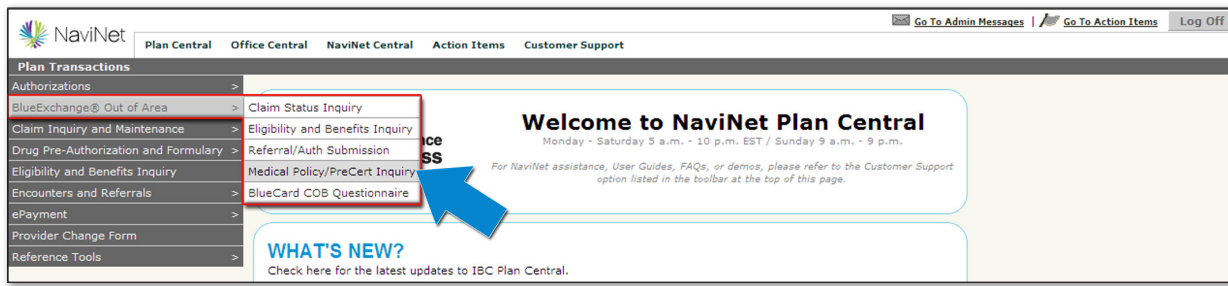 Go To Admin Messages | Go To Action Items Log Off
NaviNet
Plan Central Office Central NaviNet Central Action Items Customer Support
Plan Transactions
Authorizations >
BlueExchange® Out of Area >
Claim Inquiry and Maintenance >
Drug Pre-Authorization and Formulary >
Eligibility and Benefits Inquiry
Encounters and Referrals >
ePayment >
Provider Change Form
Reference Tools >
Claim Status Inquiry
Eligibility and Benefits Inquiry
Referral/Auth Submission
Medical Policy/PreCert Inquiry
BlueCard COB Questionnaire
Welcome to NaviNet Plan Central
Monday - Saturday 5 a.m. - 10 p.m. EST / Sunday 9 a.m. - 9 p.m.
For NaviNet assistance, User Guides, FAQs, or demos, please refer to the Customer Support
option listed in the toolbar at the top of this page.
WHAT'S NEW?
Check here for the latest updates to IBC Plan Central.